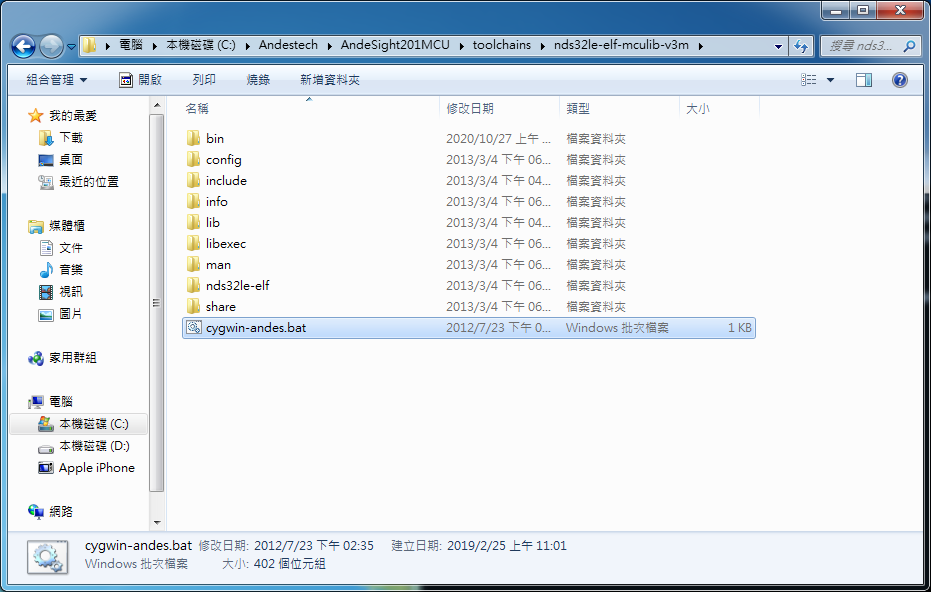 電腦 本機磁碟 (C:) Andestech AndeSight201MCU toolchains nds32le-elf-mculib-v3m 搜尋 nds3...
組合管理 開啟 列印 燒錄 新增資料夾
我的最愛
下載
桌面
最近的位置
媒體櫃
文件
音樂
視訊
圖片
家用群組
電腦
本機磁碟 (C:)
本機磁碟 (D:)
Apple iPhone
網路
名稱 修改日期 類型 大小
bin 2020/10/27 上午 ... 檔案資料夾
config 2013/3/4 下午 06... 檔案資料夾
include 2013/3/4 下午 04... 檔案資料夾
info 2013/3/4 下午 06... 檔案資料夾
lib 2013/3/4 下午 04... 檔案資料夾
libexec 2013/3/4 下午 06... 檔案資料夾
man 2013/3/4 下午 06... 檔案資料夾
nds32le-elf 2013/3/4 下午 06... 檔案資料夾
share 2013/3/4 下午 06... 檔案資料夾
cygwin-andes.bat 2012/7/23 下午 0... Windows 批次檔案 1 KB
cygwin-andes.bat 修改日期: 2012/7/23 下午 02:35 建立日期: 2019/2/25 上午 11:01
Windows 批次檔案 大小: 402 個位元組